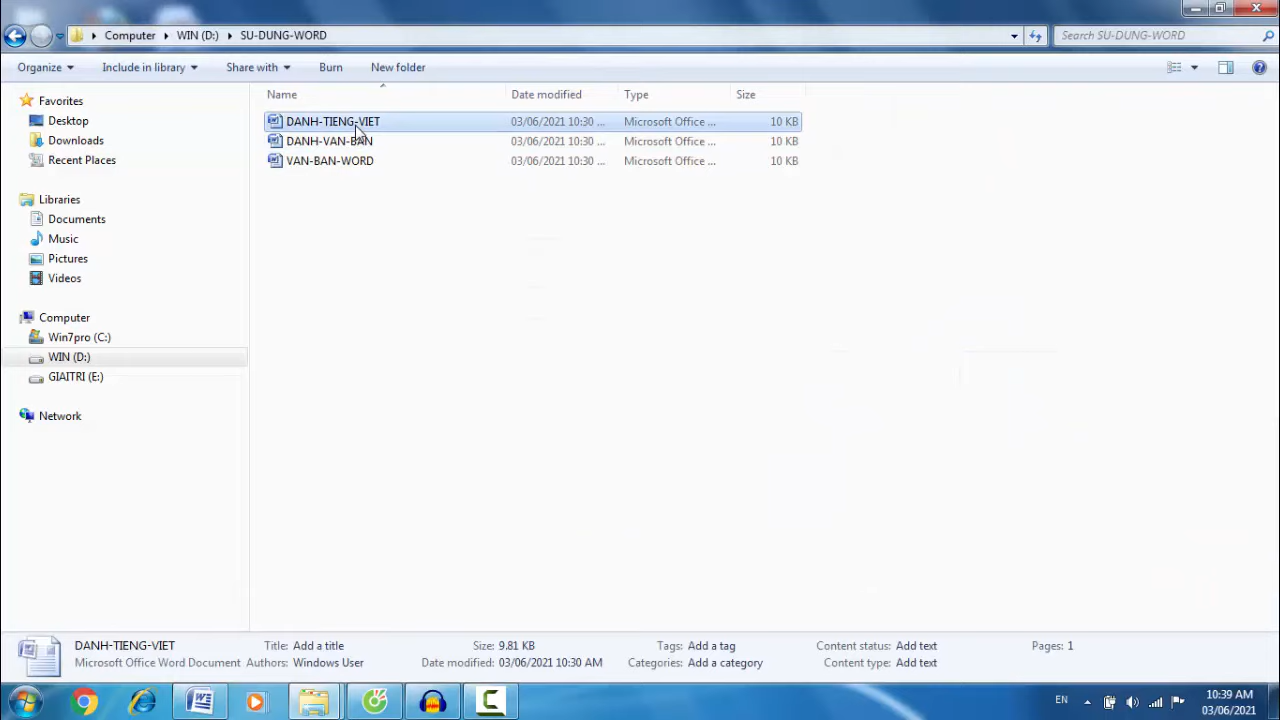 Computer WIN (D:) SU-DUNG-WORD
Search SU-DUNG-WORD
Organize Include in library Share with Burn New folder
Name Date modified Type Size
DANH-TIENG-VIET 03/06/2021 10:30 ... Microsoft Office ... 10 KB
DANH-VAN-BAN 03/06/2021 10:30 ... Microsoft Office ... 10 KB
VAN-BAN-WORD 03/06/2021 10:30 ... Microsoft Office ... 10 KB
Favorites
Desktop
Downloads
Recent Places
Libraries
Documents
Music
Pictures
Videos
Computer
Win7pro (C:)
WIN (D:)
GIAITRI (E:)
Network
DANH-TIENG-VIET Title: Add a title Size: 9.81 KB Tags: Add a tag Content status: Add text Pages: 1
Microsoft Office Word Document Authors: Windows User Date modified: 03/06/2021 10:30 AM Categories: Add a category Content type: Add text
EN 10:39 AM
03/06/2021